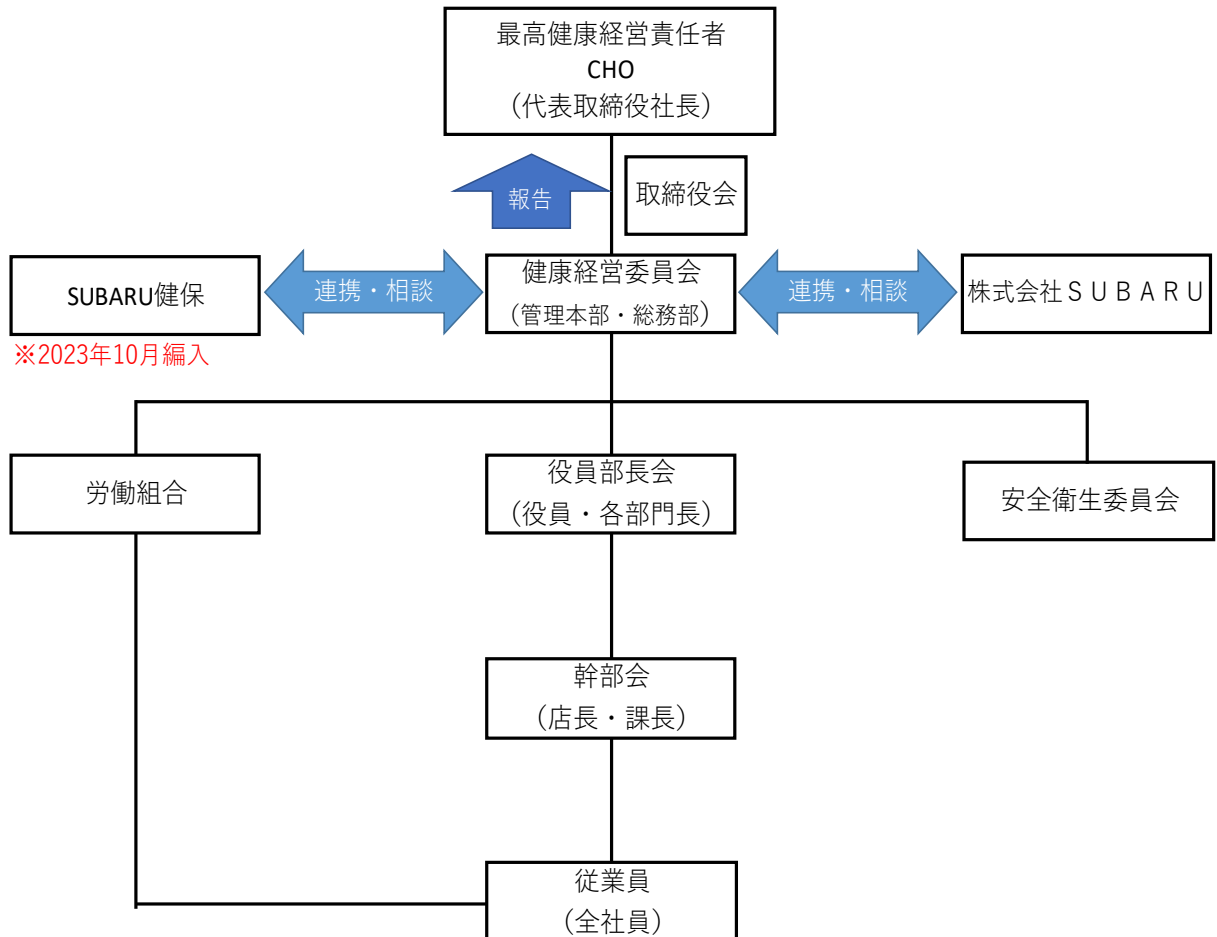 最高健康経営責任者
CHO
（代表取締役社長）
報告
取締役会
SUBARU健保
連携・相談
健康経営委員会
（管理本部・総務部）
連携・相談
株式会社ＳＵＢＡＲＵ
※2023年10月編入
労働組合
役員部長会
（役員・各部門長）
安全衛生委員会
幹部会
（店長・課長）
従業員
（全社員）